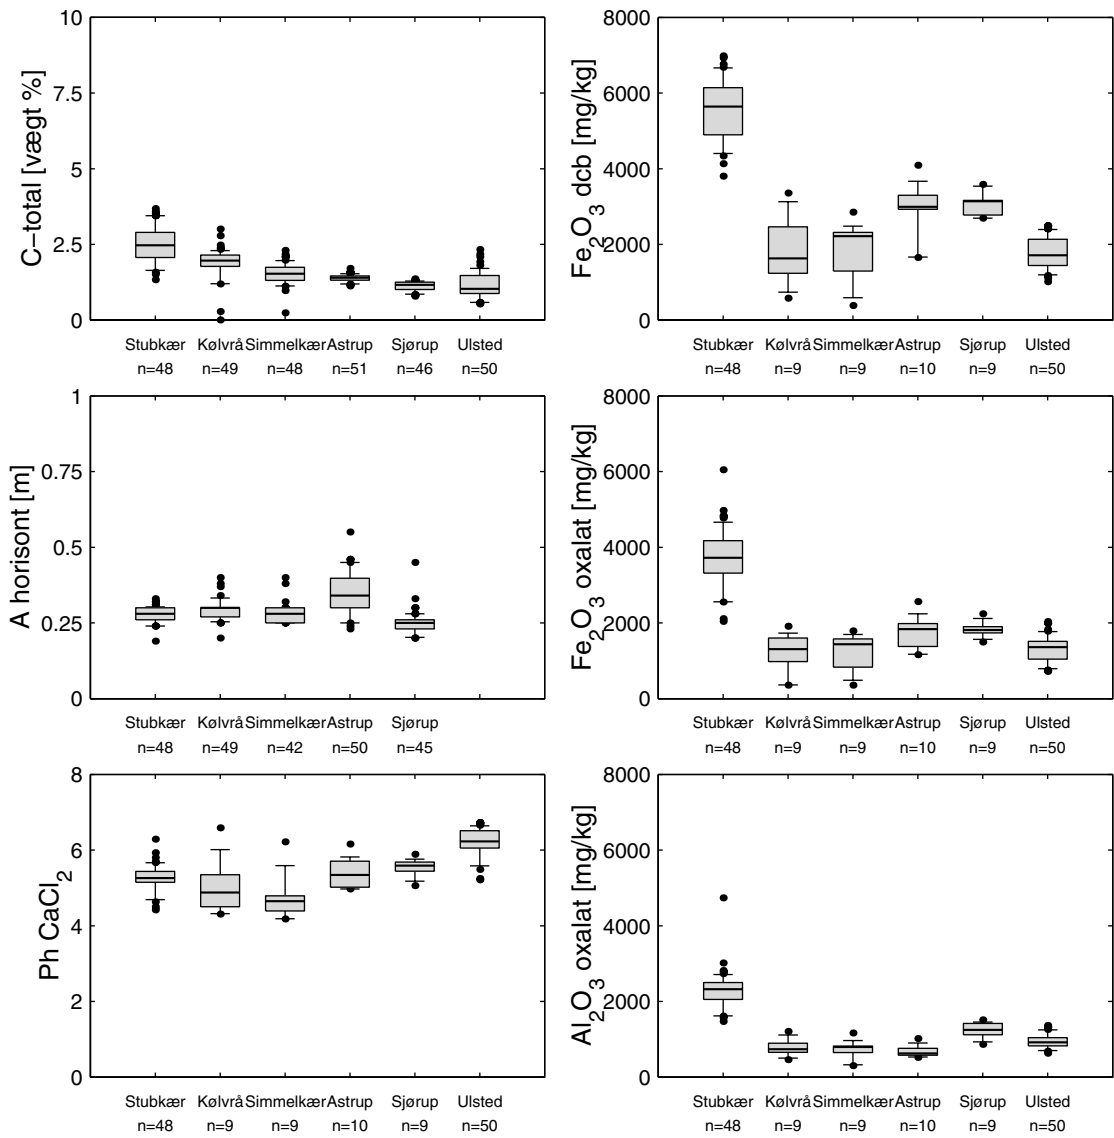 C−total [vægt %]
10
7.5
5
2.5
0
Stubkær Kølvrå Simmelkær Astrup Sjørup Ulsted
n=48 n=49 n=48 n=51 n=46 n=50
Fe2O3 dcb [mg/kg]
8000
6000
4000
2000
0
Stubkær Kølvrå Simmelkær Astrup Sjørup Ulsted
n=48 n=9 n=9 n=10 n=9 n=50
A horisont [m]
1
0.75
0.5
0.25
0
Stubkær Kølvrå Simmelkær Astrup Sjørup
n=48 n=49 n=42 n=50 n=45
Fe2O3 oxalat [mg/kg]
8000
6000
4000
2000
0
Stubkær Kølvrå Simmelkær Astrup Sjørup Ulsted
n=48 n=9 n=9 n=10 n=9 n=50
Ph CaCl2
8
6
4
2
0
Stubkær Kølvrå Simmelkær Astrup Sjørup Ulsted
n=48 n=9 n=9 n=10 n=9 n=50
Al2O3 oxalat [mg/kg]
8000
6000
4000
2000
0
Stubkær Kølvrå Simmelkær Astrup Sjørup Ulsted
n=48 n=9 n=9 n=10 n=9 n=50